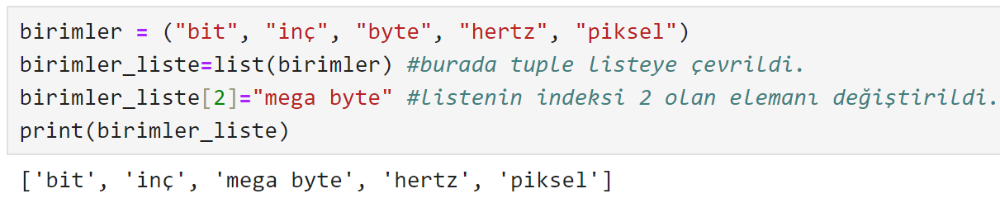 birimler = ("bit", "inç", "byte", "hertz", "piksel")
birimler_liste=list(birimler) #burada tuple listeye çevrildi.
birimler_liste[2]="mega byte" #listenin indeksi 2 olan elemanı değiştirildi.
print(birimler_liste)
['bit', 'inç', 'mega byte', 'hertz', 'piksel']